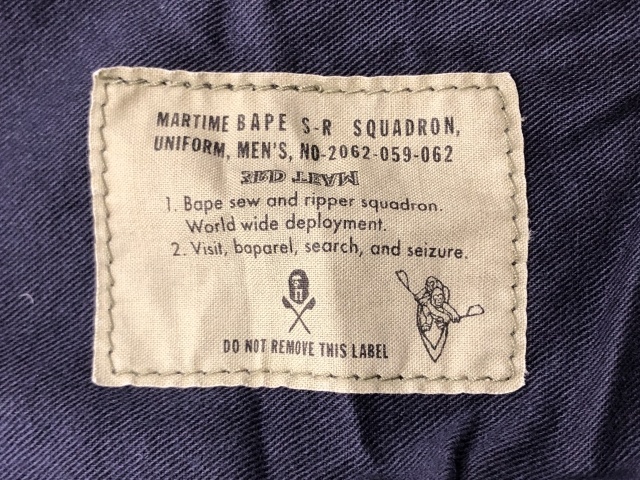 MARTIME BAPE S-R SQUADRON,
UNIFORM, MEN'S, NO-2062-059-062
1. Bape sew and ripper squadron.
World wide deployment.
2. Visit, baparel, search, and seizure.
DO NOT REMOVE THIS LABEL